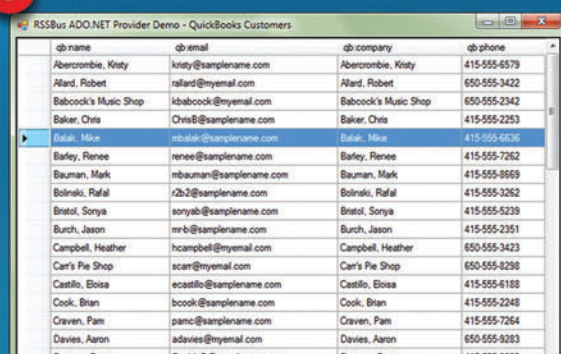 RSSBus ADO.NET Provider Demo - QuickBooks Customers
qb:name qb:email qb:company qb:phone
Abercrombie, Kristy kristy@samplename.com Abercrombie, Kristy 415-555-6579
Allard, Robert rallard@myemail.com Allard, Robert 650-555-3422
Babcock's Music Shop kbabcock@myemail.com Babcock's Music Shop 650-555-2342
Baker, Chris ChrisB@samplename.com Baker, Chris 415-555-2253
Balak, Mike mbalak@samplename.com Balak, Mike 415-555-6636
Barley, Renee renee@samplename.com Barley, Renee 415-555-7262
Bauman, Mark mbauman@samplename.com Bauman, Mark 415-555-8669
Bolinski, Rafal r2b2@samplename.com Bolinski, Rafal 415-555-3262
Bristol, Sonya sonyab@samplename.com Bristol, Sonya 415-555-5239
Burch, Jason mr-b@samplename.com Burch, Jason 415-555-2351
Campbell, Heather hcampbell@myemail.com Campbell, Heather 650-555-3423
Carr's Pie Shop scarr@myemail.com Carr's Pie Shop 650-555-8298
Castillo, Eloisa ecastillo@samplename.com Castillo, Eloisa 415-555-6188
Cook, Brian bcook@samplename.com Cook, Brian 415-555-2248
Craven, Pam pamc@samplename.com Craven, Pam 415-555-7264
Davies, Aaron adavies@myemail.com Davies, Aaron 650-555-9283